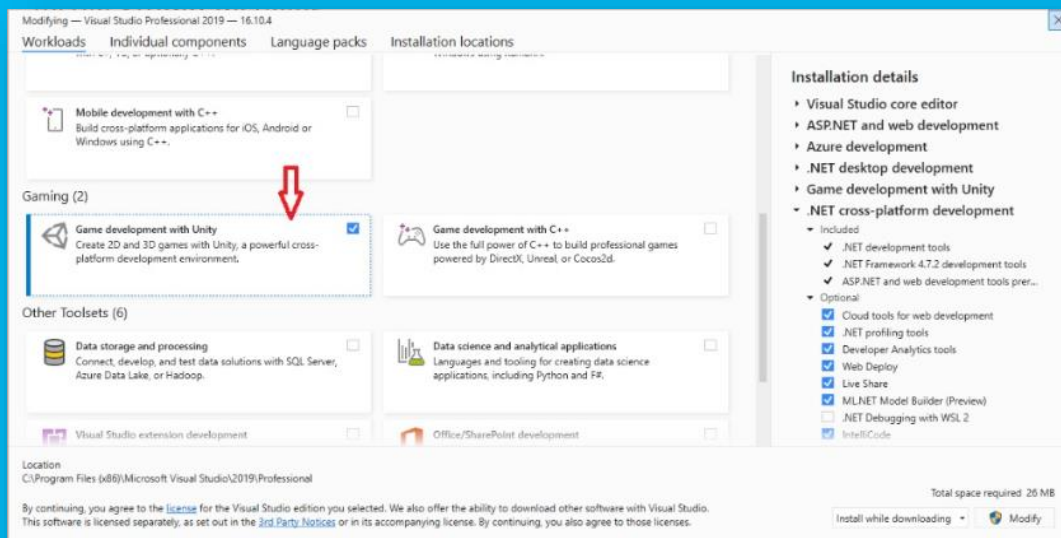 Modifying — Visual Studio Professional 2019 — 16.10.4
Workloads Individual components Language packs Installation locations
Mobile development with C++
Build cross-platform applications for iOS, Android or
Windows using C++.
Gaming (2)
Game development with Unity
Create 2D and 3D games with Unity, a powerful cross-
platform development environment.
Game development with C++
Use the full power of C++ to build professional games
powered by DirectX, Unreal, or Cocos2d.
Other Toolsets (6)
Data storage and processing
Connect, develop, and test data solutions with SQL Server,
Azure Data Lake, or Hadoop.
Data science and analytical applications
Languages and tooling for creating data science
applications, including Python and F#.
Visual Studio extension development
Office/SharePoint development
Installation details
Visual Studio core editor
ASP.NET and web development
Azure development
.NET desktop development
Game development with Unity
.NET cross-platform development
Included
.NET development tools
.NET Framework 4.7.2 development tools
ASP.NET and web development tools prer...
Optional
Cloud tools for web development
.NET profiling tools
Developer Analytics tools
Web Deploy
Live Share
ML.NET Model Builder (Preview)
.NET Debugging with WSL 2
IntelliCode
Location
C:\Program Files (x86)\Microsoft Visual Studio\2019\Professional
By continuing, you agree to the license for the Visual Studio edition you selected. We also offer the ability to download other software with Visual Studio.
This software is licensed separately, as set out in the 3rd Party Notices or in its accompanying license. By continuing, you also agree to those licenses.
Total space required 26 MB
Install while downloading
Modify